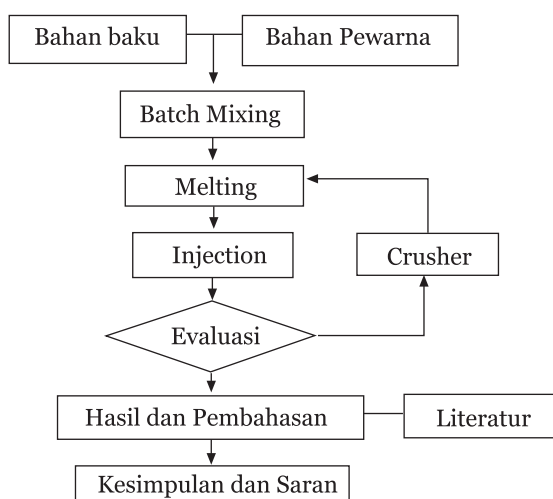 Bahan baku
Bahan Pewarna
Batch Mixing
Melting
Injection
Crusher
Evaluasi
Hasil dan Pembahasan
Literatur
Kesimpulan dan Saran